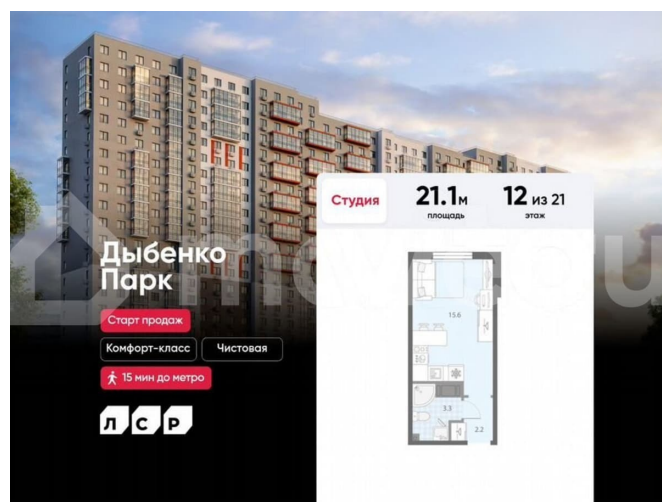 Студия
21.1м
площадь
12 из 21
этаж
Дыбенко
Парк
Старт продаж
Комфорт-класс
Чистовая
15 мин до метро
ЛСР
15.6
3.3
2.2